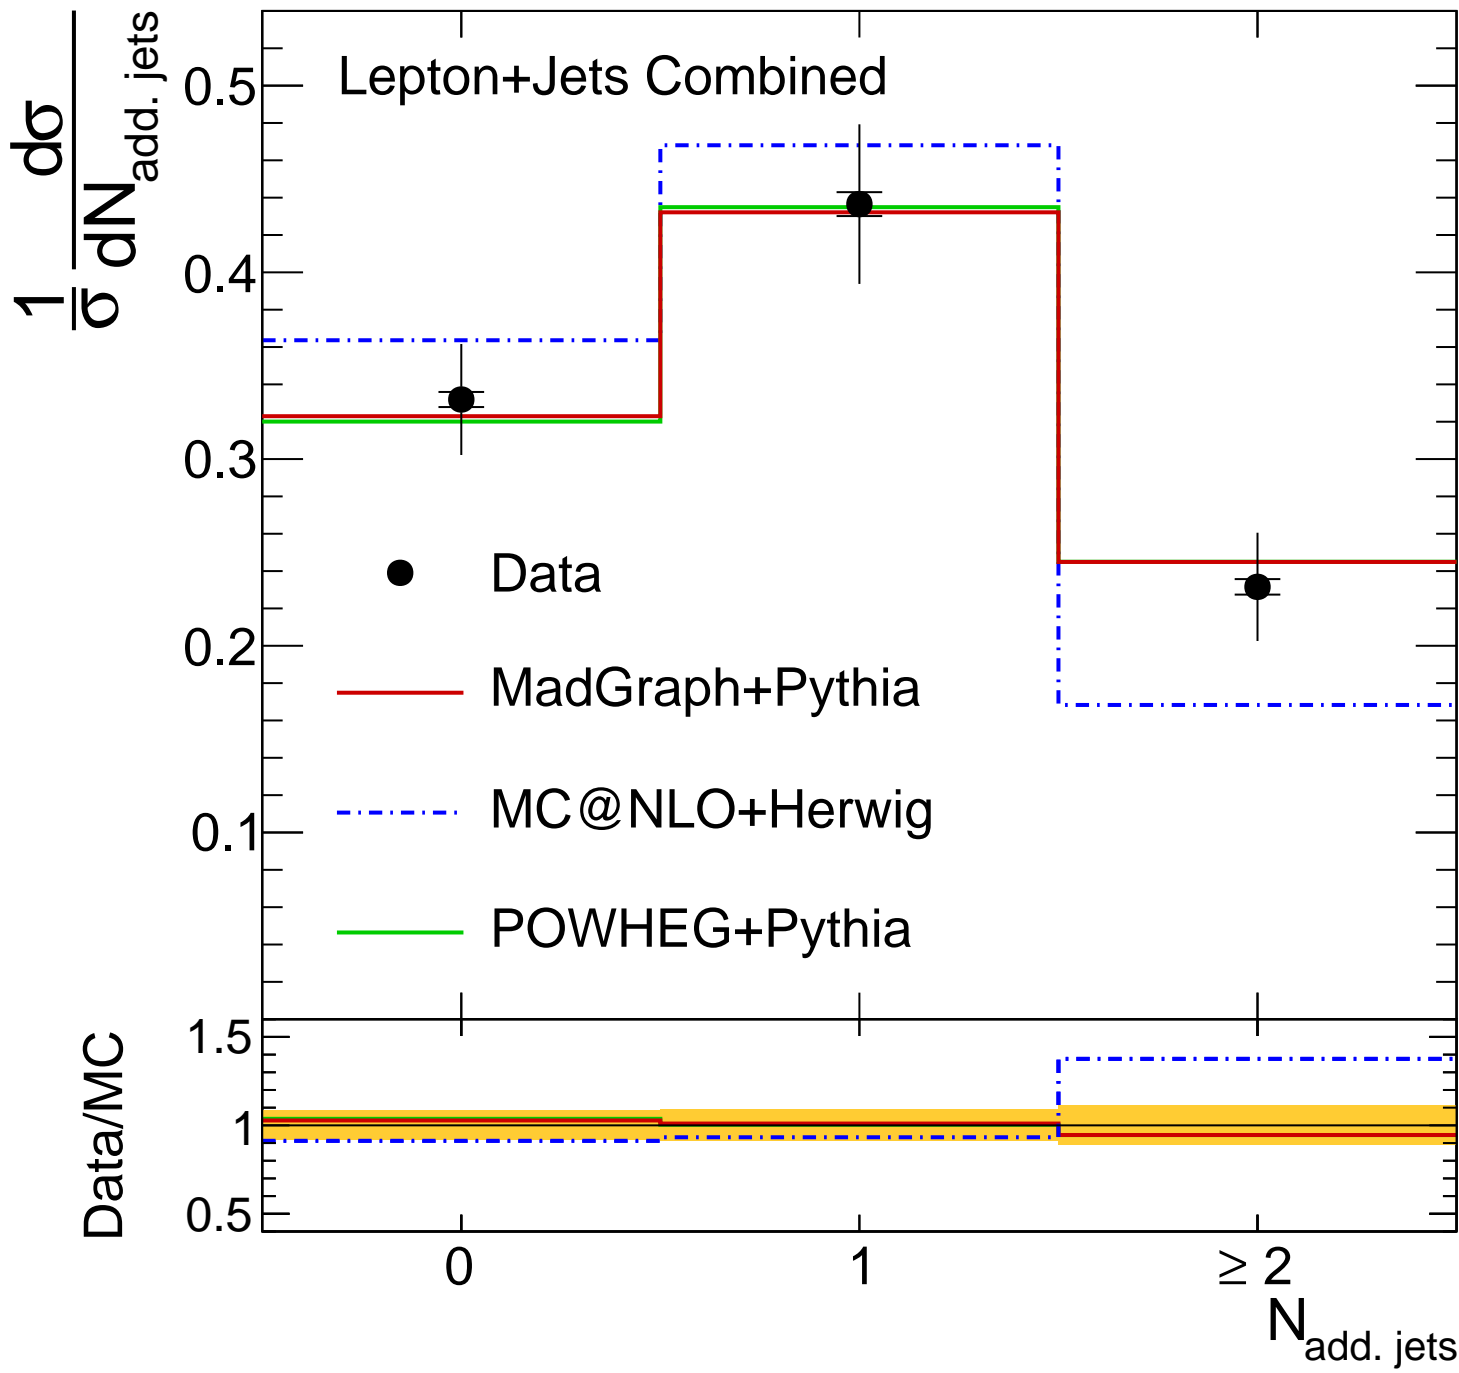 1/σ dσ/dN_add. jets
Lepton+Jets Combined
0.5
0.4
0.3
0.2
0.1
Data
MadGraph+Pythia
MC@NLO+Herwig
POWHEG+Pythia
Data/MC
1.5
1
0.5
0 1 ≥ 2
N_add. jets